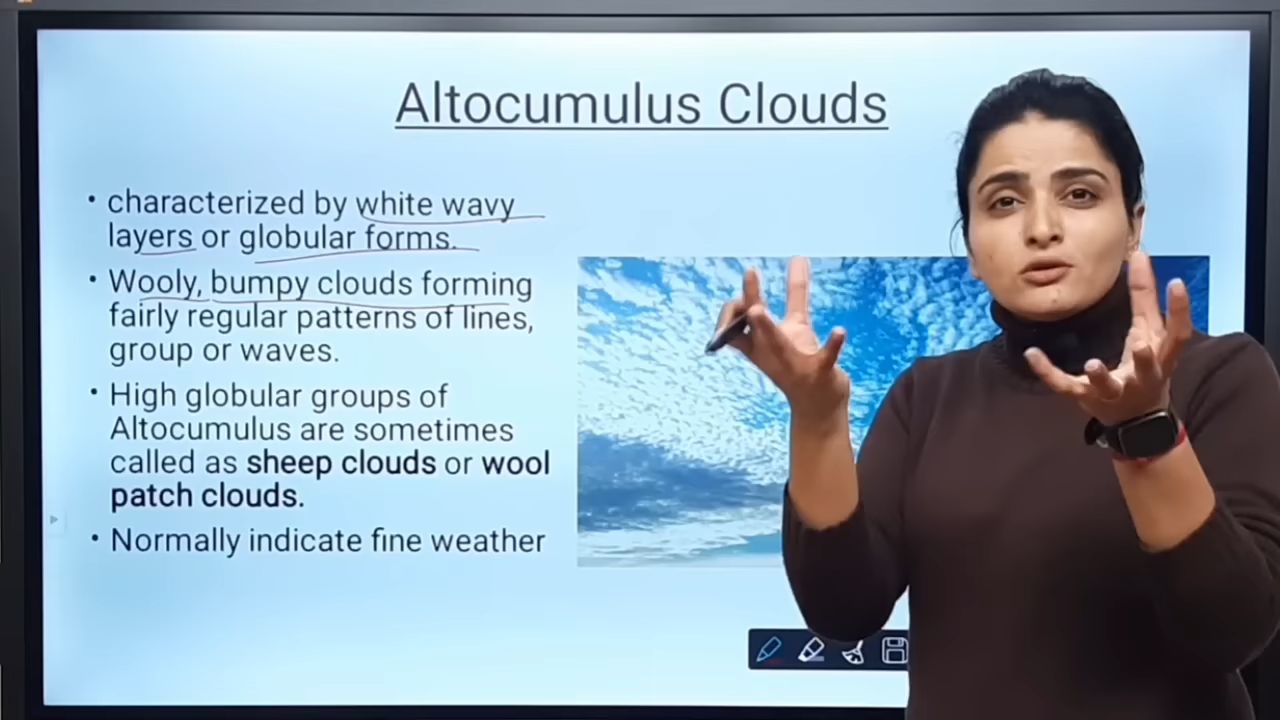 Altocumulus Clouds
• characterized by white wavy
layers or globular forms.
• Wooly, bumpy clouds forming
fairly regular patterns of lines,
group or waves.
• High globular groups of
Altocumulus are sometimes
called as sheep clouds or wool
patch clouds.
• Normally indicate fine weather